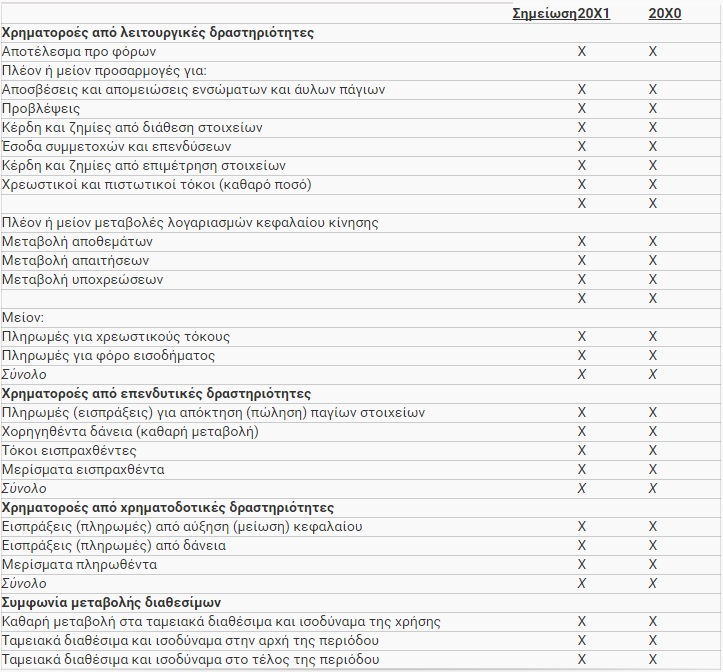 Σημείωση 20X1 20X0
Χρηματοροές από λειτουργικές δραστηριότητες
Αποτέλεσμα προ φόρων X X
Πλέον ή μείον προσαρμογές για:
Αποσβέσεις και απομειώσεις ενσώματων και άυλων πάγιων X X
Προβλέψεις X X
Κέρδη και ζημίες από διάθεση στοιχείων X X
Έσοδα συμμετοχών και επενδύσεων X X
Κέρδη και ζημίες από επιμέτρηση στοιχείων X X
Χρεωστικοί και πιστωτικοί τόκοι (καθαρό ποσό) X X
X X
Πλέον ή μείον μεταβολές λογαριασμών κεφαλαίου κίνησης
Μεταβολή αποθεμάτων X X
Μεταβολή απαιτήσεων X X
Μεταβολή υποχρεώσεων X X
X X
Μείον:
Πληρωμές για χρεωστικούς τόκους X X
Πληρωμές για φόρο εισοδήματος X X
Σύνολο X X
Χρηματοροές από επενδυτικές δραστηριότητες
Πληρωμές (εισπράξεις) για απόκτηση (πώληση) παγίων στοιχείων X X
Χορηγηθέντα δάνεια (καθαρή μεταβολή) X X
Τόκοι εισπραχθέντες X X
Μερίσματα εισπραχθέντα X X
Σύνολο X X
Χρηματοροές από χρηματοδοτικές δραστηριότητες
Εισπράξεις (πληρωμές) από αύξηση (μείωση) κεφαλαίου X X
Εισπράξεις (πληρωμές) από δάνεια X X
Μερίσματα πληρωθέντα X X
Σύνολο X X
Συμφωνία μεταβολής διαθεσίμων
Καθαρή μεταβολή στα ταμειακά διαθέσιμα και ισοδύναμα της χρήσης X X
Ταμειακά διαθέσιμα και ισοδύναμα στην αρχή της περιόδου X X
Ταμειακά διαθέσιμα και ισοδύναμα στο τέλος της περιόδου X X